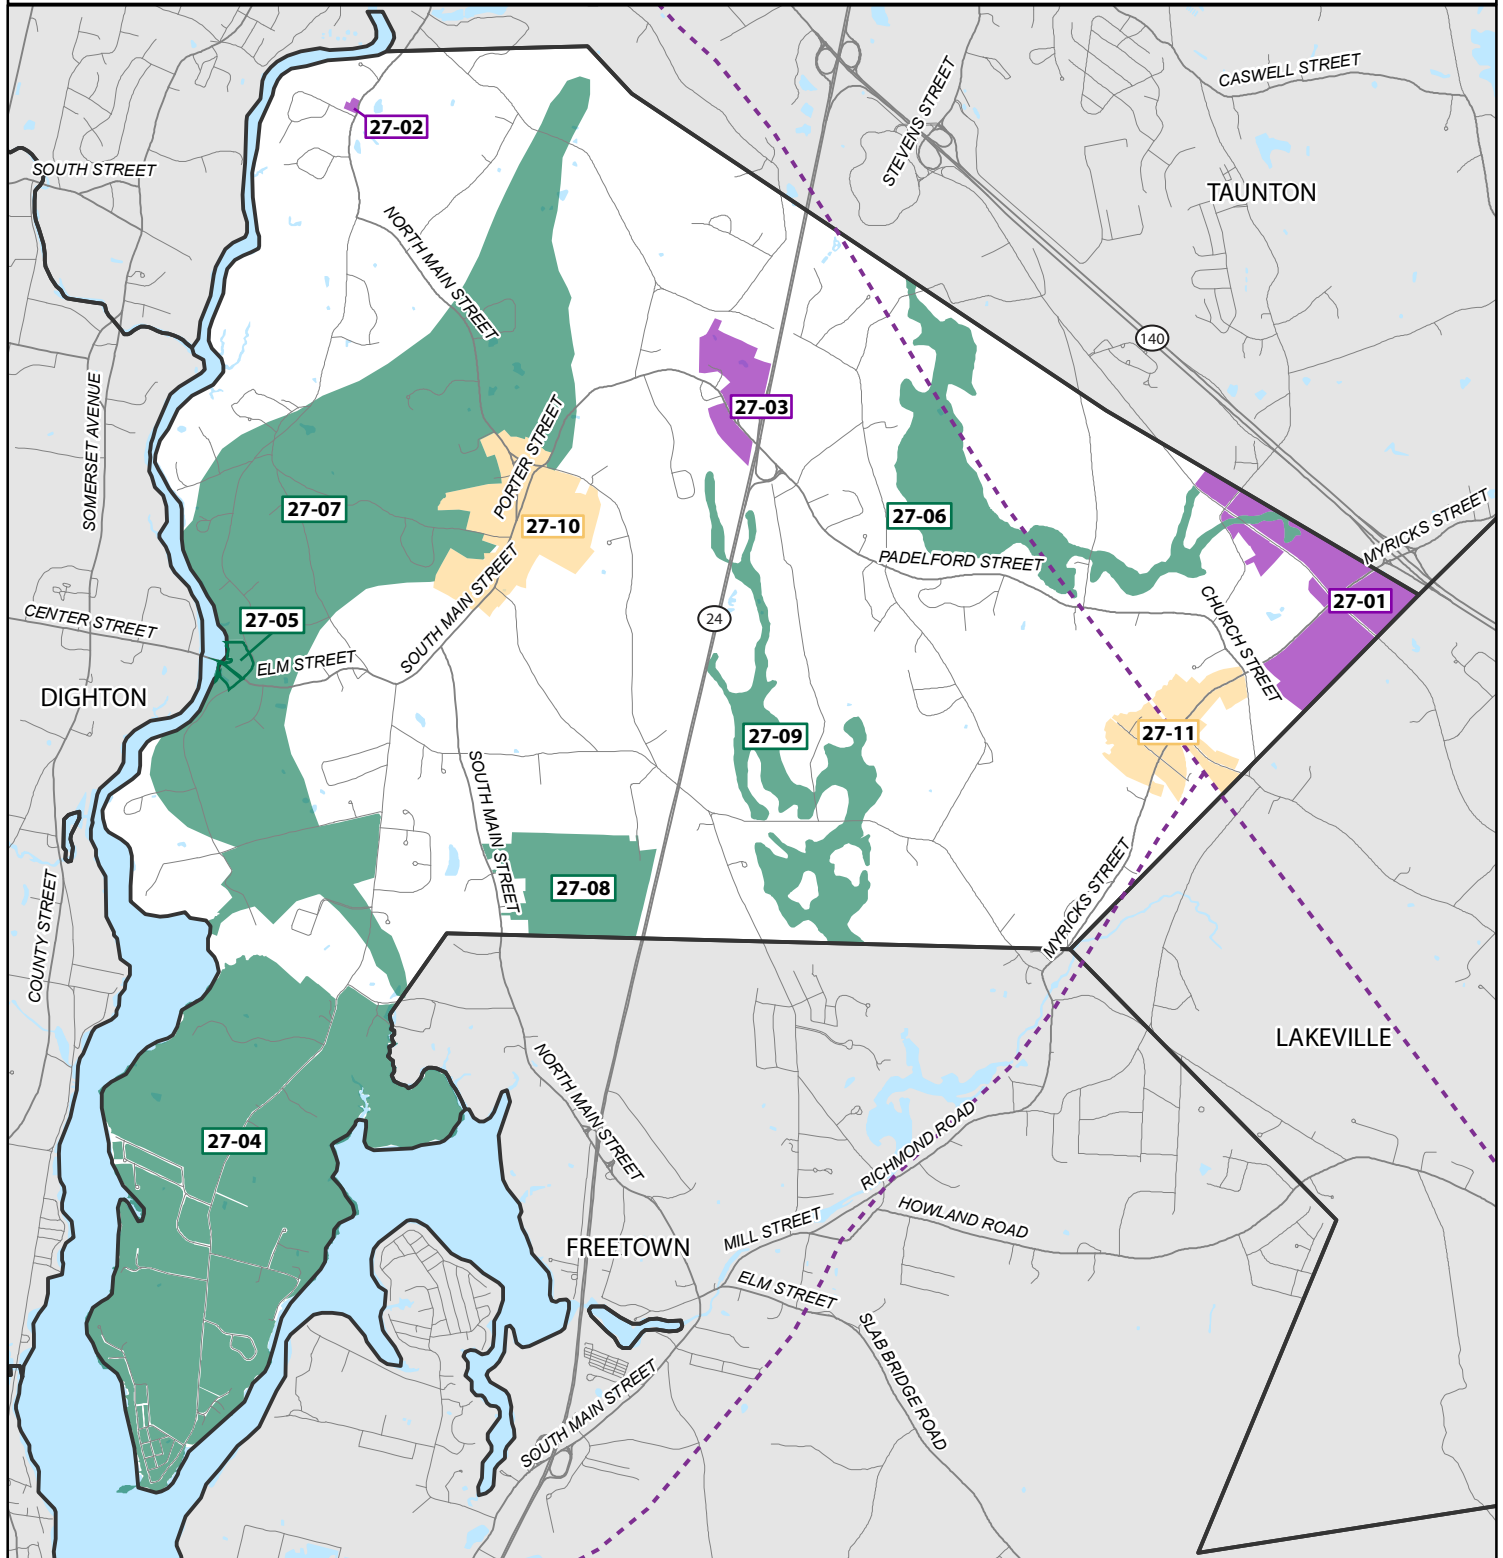 CASWELL STREET
STEVENS STREET
27-02
SOUTH STREET
TAUNTON
NORTH MAIN STREET
140
SOMERSET AVENUE
27-03
PORTER STREET
27-07
27-10
27-06
MYRICKS STREET
PADELFORD STREET
27-01
CENTER STREET
27-05
24
CHURCH STREET
SOUTH MAIN STREET
ELM STREET
DIGHTON
27-09
27-11
SOUTH MAIN STREET
27-08
MYRICKS STREET
COUNTY STREET
LAKEVILLE
NORTH MAIN STREET
27-04
RICHMOND ROAD
HOWLAND ROAD
MILL STREET
FREETOWN
ELM STREET
SLAB BRIDGE ROAD
SOUTH MAIN STREET